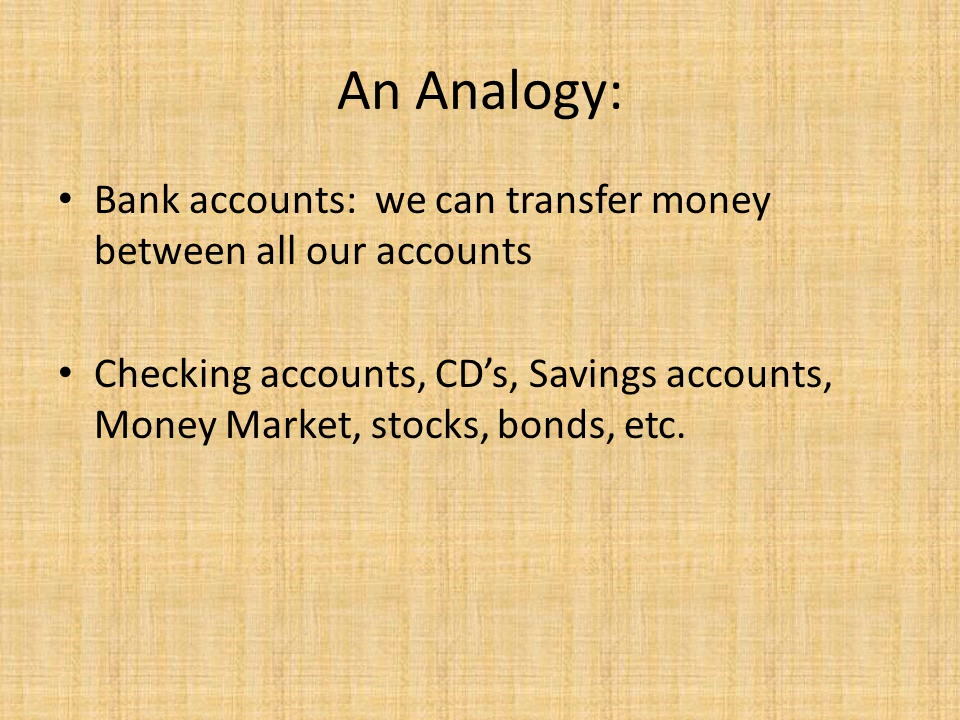 An Analogy:
• Bank accounts:  we can transfer money
between all our accounts
• Checking accounts, CD’s, Savings accounts,
Money Market, stocks, bonds, etc.